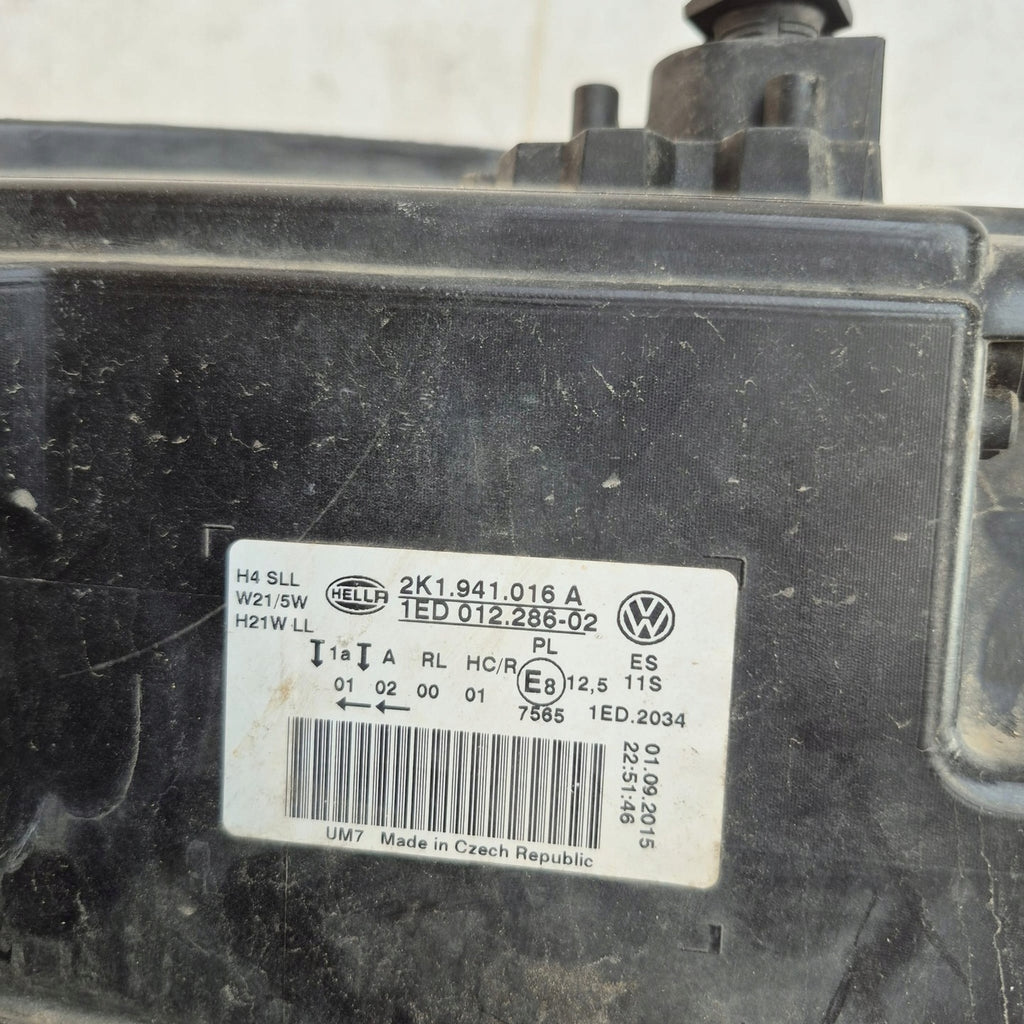 H4 SLL
W21/5W
H21W LL
HELLA
2K1.941.016 A
1ED 012.286-02
PL
1a A RL HC/R E8 12,5
01 02 00 01
7565 1ED.2034
VW
ES
11S
01.09.2015
22:51:46
UM7 Made in Czech Republic